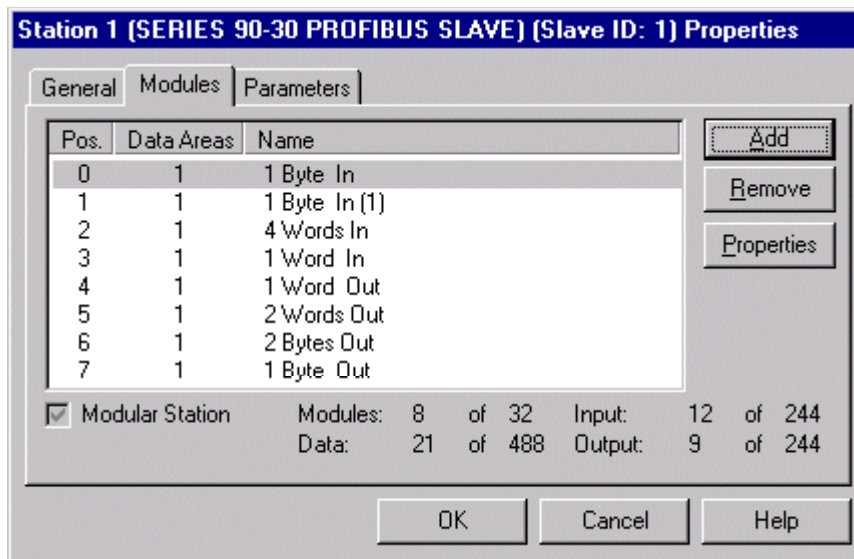 Station 1 (SERIES 90-30 PROFIBUS SLAVE) (Slave ID: 1) Properties
General Modules Parameters
Pos. Data Areas Name
0 1 1 Byte In
1 1 1 Byte In (1)
2 1 4 Words In
3 1 1 Word In
4 1 1 Word Out
5 1 2 Words Out
6 1 2 Bytes Out
7 1 1 Byte Out
Add
Remove
Properties
Modular Station Modules: 8 of 32 Input: 12 of 244
Data: 21 of 488 Output: 9 of 244
OK Cancel Help